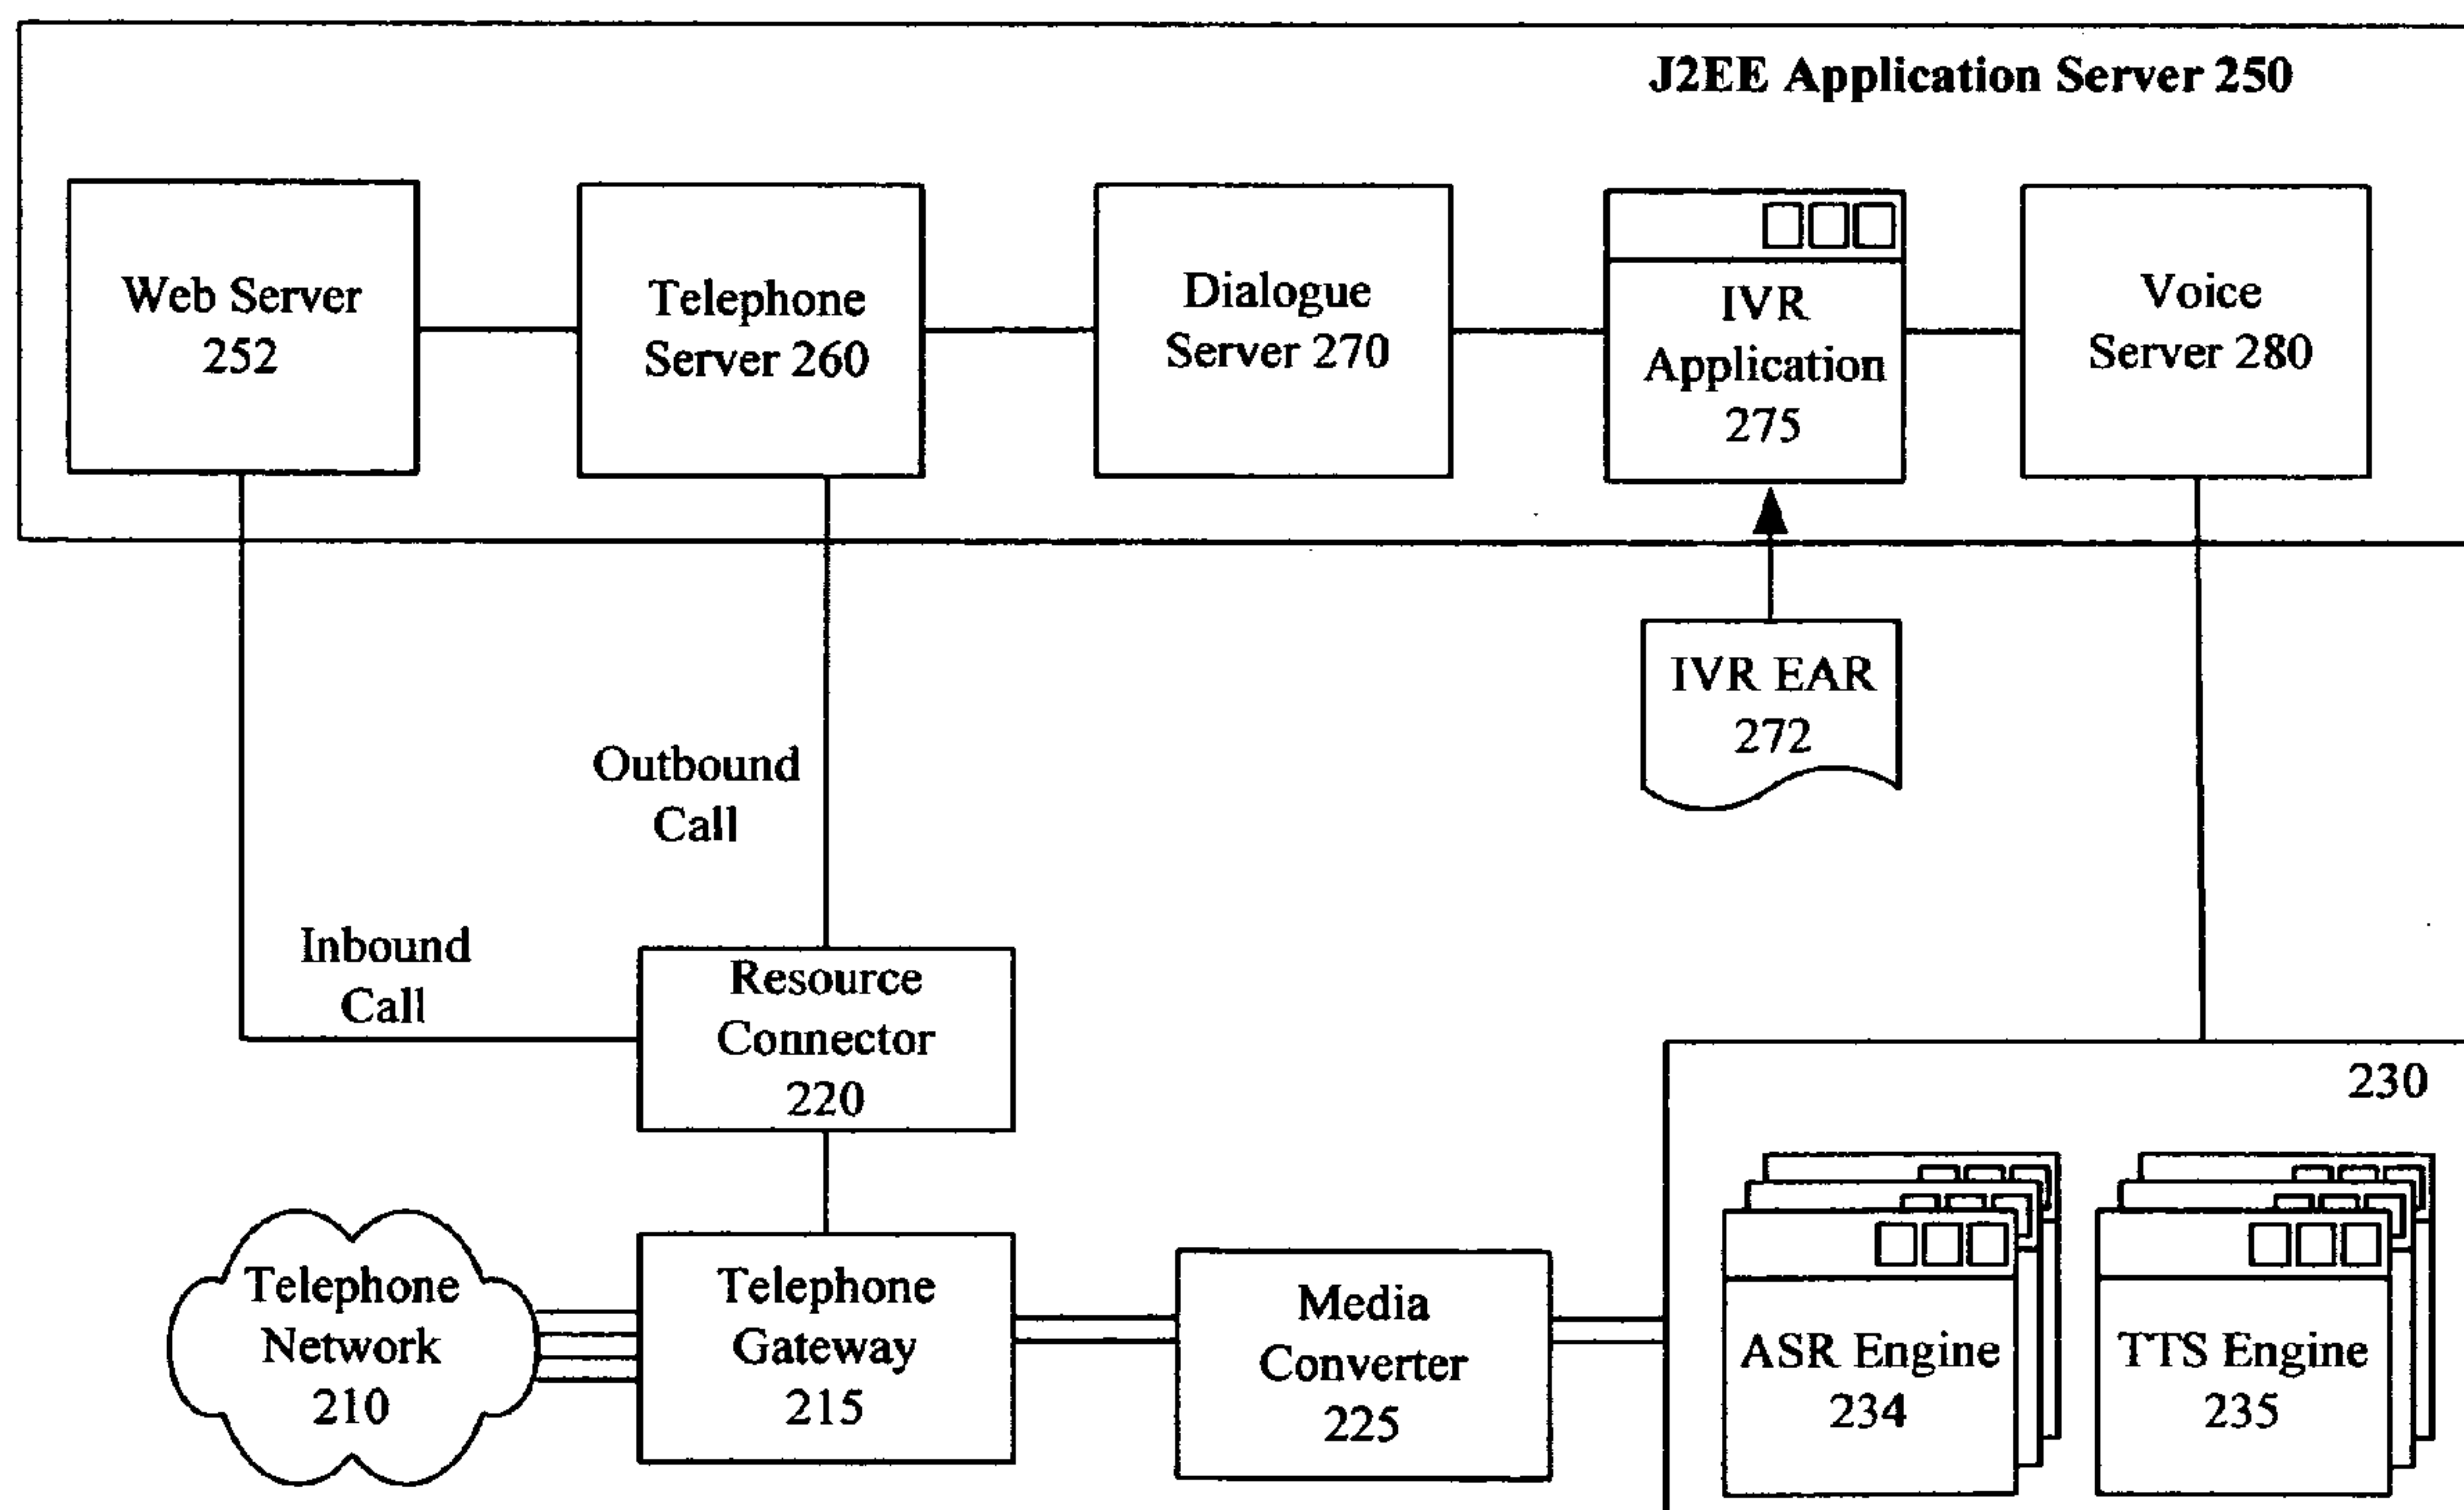 J2EE Application Server 250
Web Server
252
Telephone
Server 260
Dialogue
Server 270
IVR
Application
275
Voice
Server 280
IVR EAR
272
Outbound
Call
Inbound
Call
Resource
Connector
220
230
Telephone
Network
210
Telephone
Gateway
215
Media
Converter
225
ASR Engine
234
TTS Engine
235